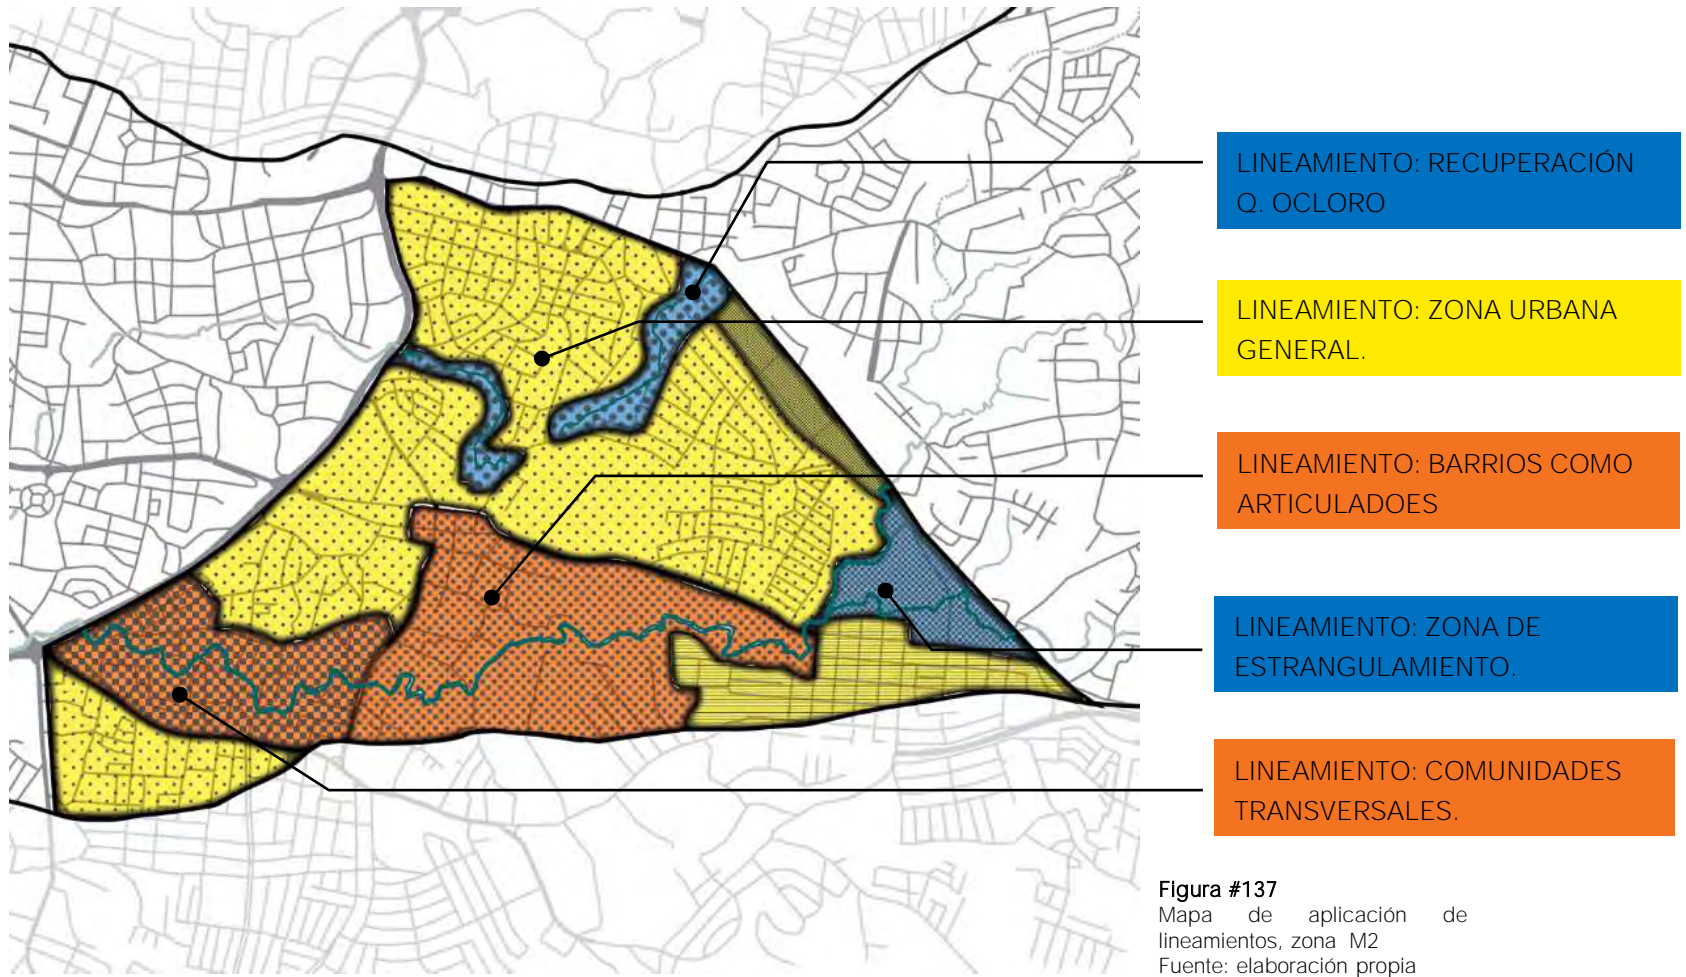 LINEAMIENTO: RECUPERACIÓN
Q. OCLORO
LINEAMIENTO: ZONA URBANA
GENERAL.
LINEAMIENTO: BARRIOS COMO
ARTICULADOES
LINEAMIENTO: ZONA DE
ESTRANGULAMIENTO.
LINEAMIENTO: COMUNIDADES
TRANSVERSALES.
Figura #137
Mapa de aplicación de
lineamientos, zona M2
Fuente: elaboración propia